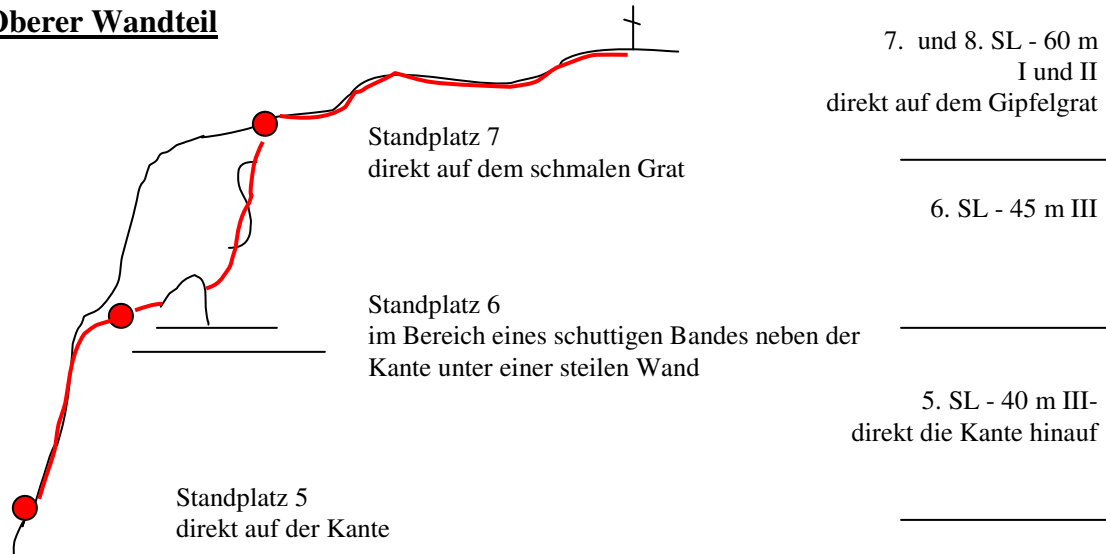 Oberer Wandteil
7. und 8. SL - 60 m
I und II
direkt auf dem Gipfelgrat
Standplatz 7
direkt auf dem schmalen Grat
6. SL - 45 m III
Standplatz 6
im Bereich eines schuttigen Bandes neben der
Kante unter einer steilen Wand
5. SL - 40 m III-
direkt die Kante hinauf
Standplatz 5
direkt auf der Kante